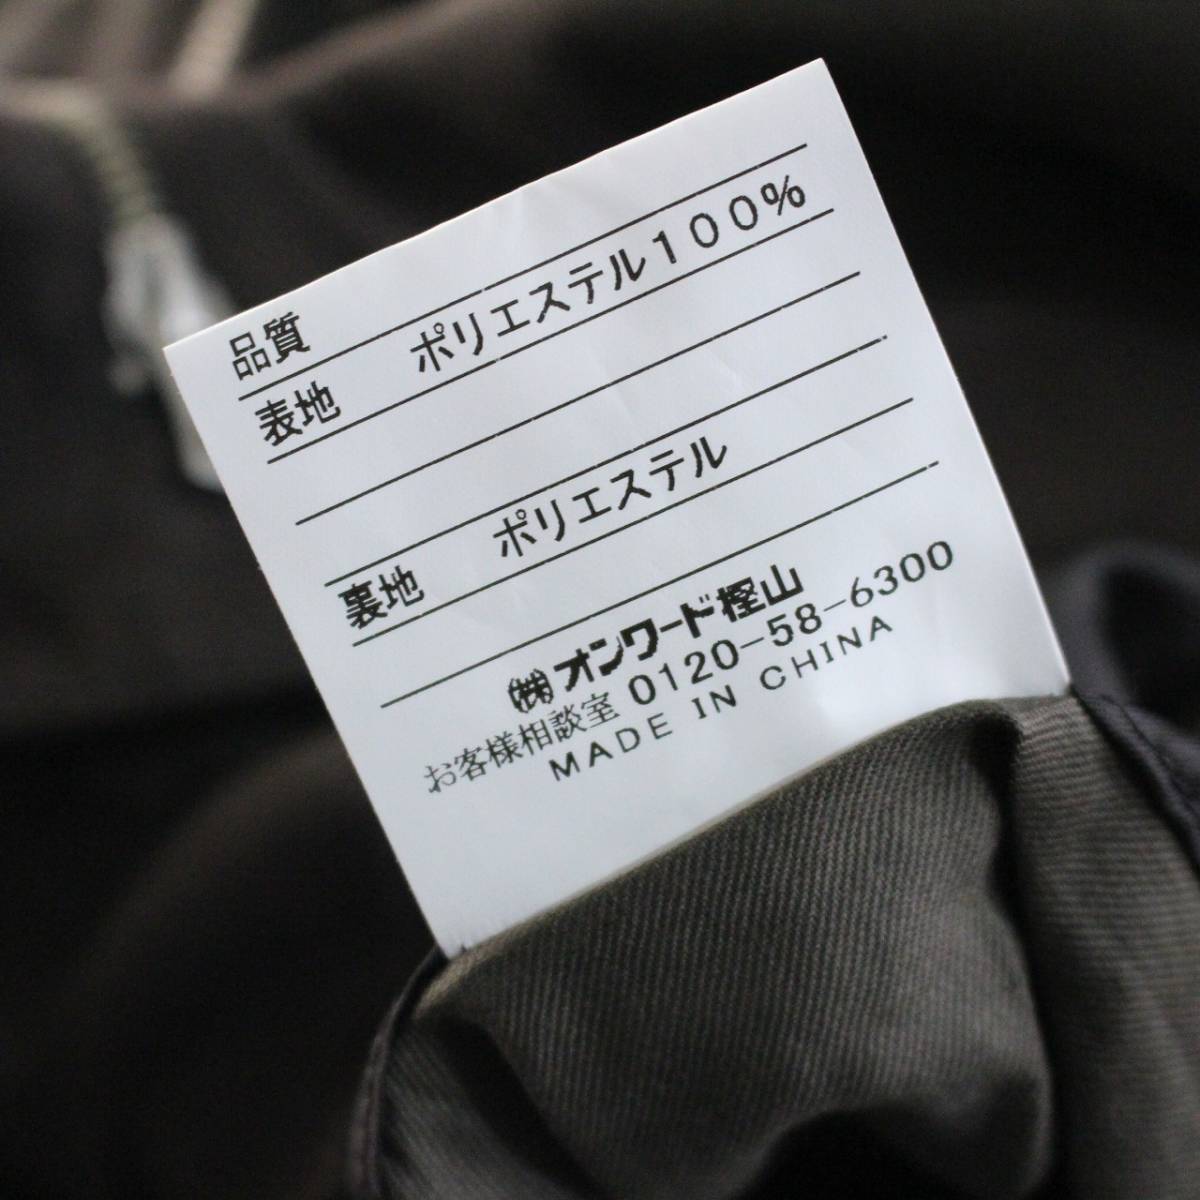 品質
表地 ポリエステル100%
裏地 ポリエステル
㈱オンワード樫山
お客様相談室 0120-58-6300
MADE IN CHINA